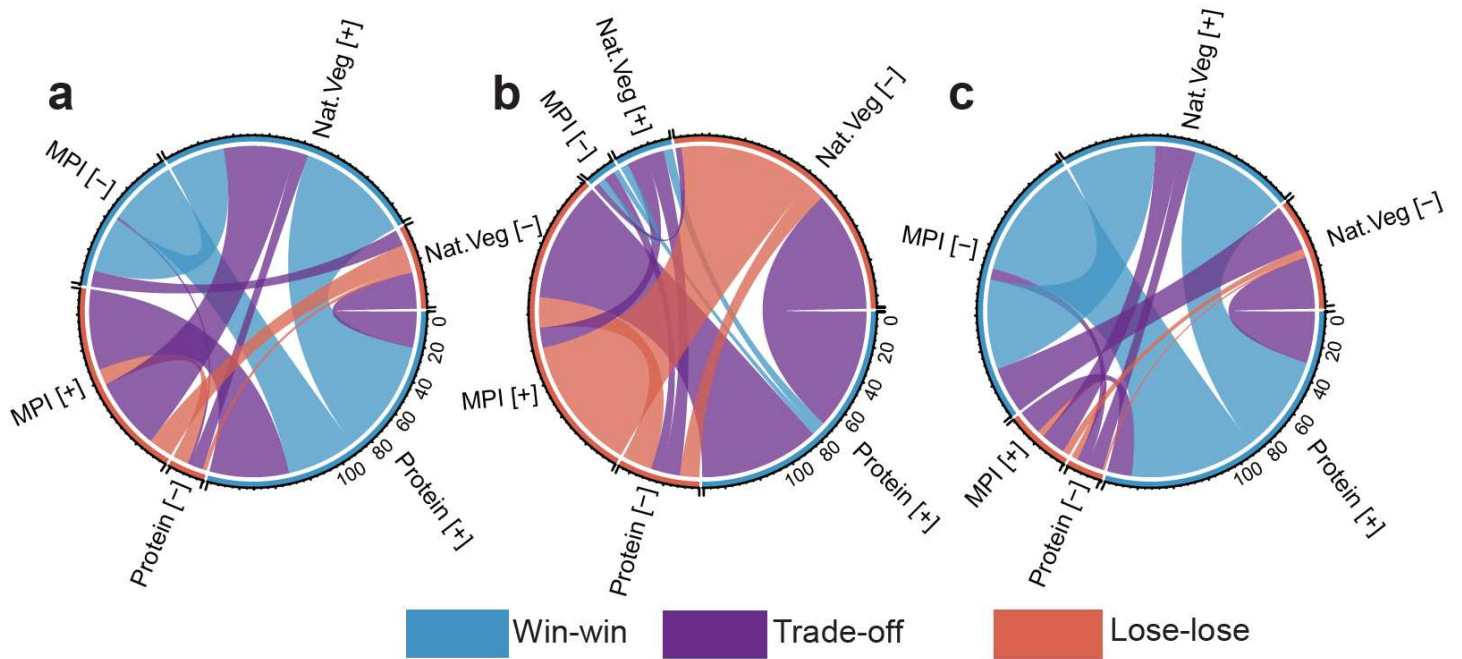 a
MPI [−]
Nat.Veg [+]
Nat.Veg [−]
MPI [+]
Protein [−]
Protein [+]
0
20
40
60
80
100
b
MPI [−]
Nat.Veg [+]
Nat.Veg [−]
MPI [+]
Protein [−]
Protein [+]
0
20
40
60
80
100
c
MPI [−]
Nat.Veg [+]
Nat.Veg [−]
MPI [+]
Protein [−]
Protein [+]
0
20
40
60
80
100
Win-win
Trade-off
Lose-lose